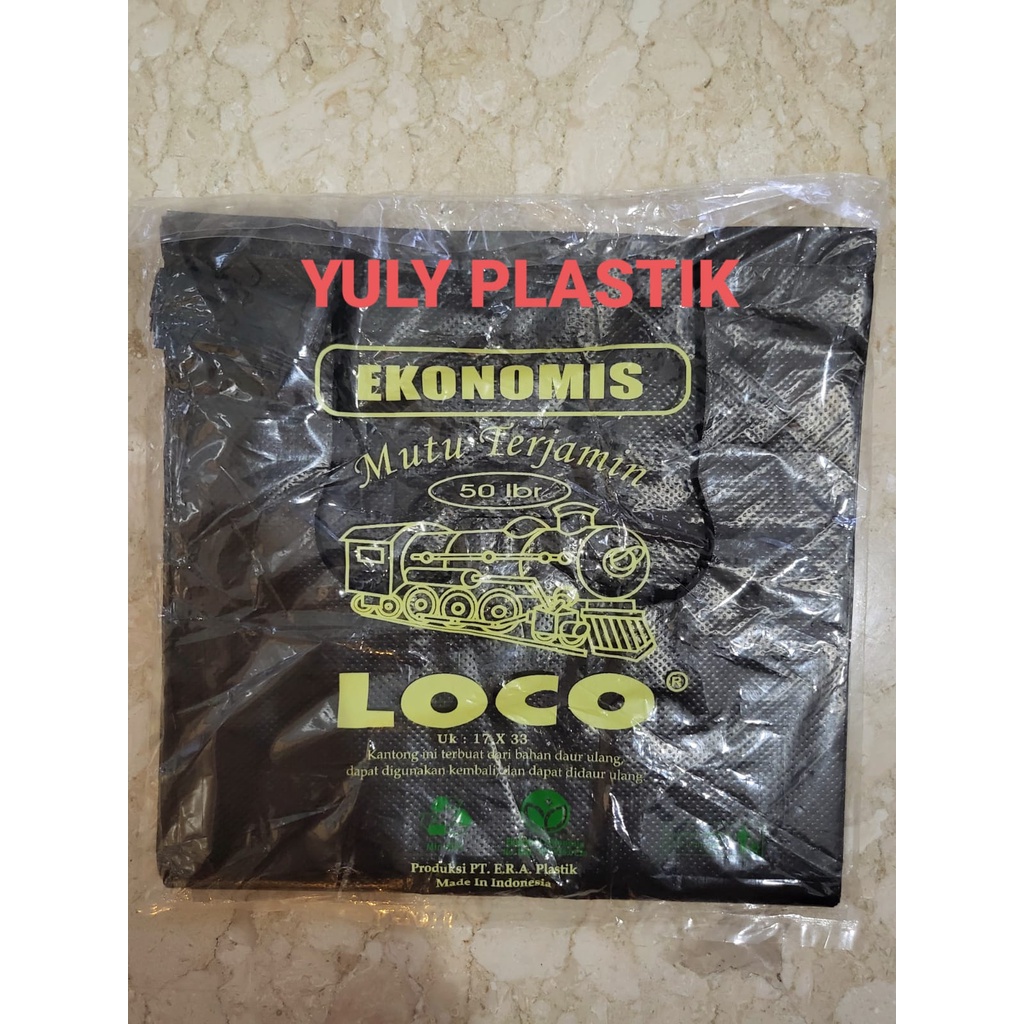 YULY PLASTIK
EKONOMIS
Mutu Terjamin
50 lbr
LOCO®
Uk : 17 X 33
Kantong ini terbuat dari bahan daur ulang,
dapat digunakan kembali dan dapat didaur ulang.
Produksi PT. E.R.A. Plastik
Made In Indonesia